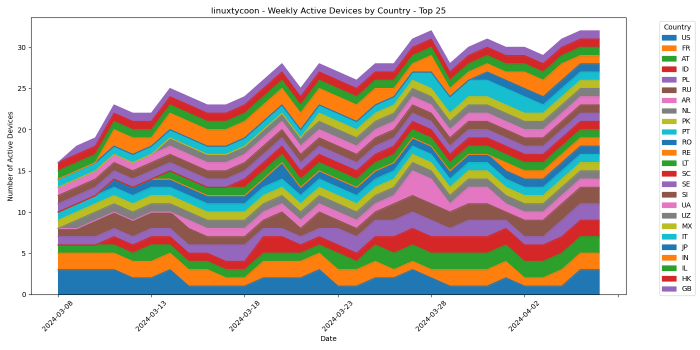 linuxtycoon - Weekly Active Devices by Country - Top 25
Number of Active Devices
30
25
20
15
10
5
0
2024-03-08
2024-03-13
2024-03-18
2024-03-23
2024-03-28
2024-04-02
Date
Country
US
FR
AT
ID
PL
RU
AR
NL
PK
PT
RO
RE
LT
SC
SE
SI
UA
UZ
MX
IT
JP
IN
IL
HK
GB